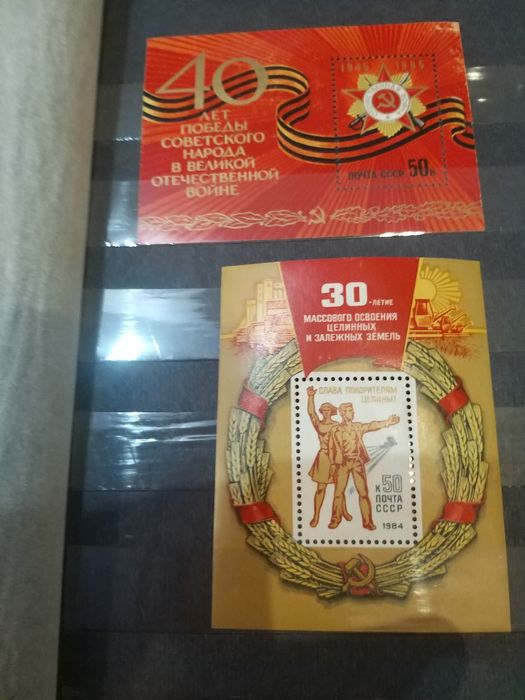 40
ЛЕТ
ПОБЕДЫ
СОВЕТСКОГО
НАРОДА
В ВЕЛИКОЙ
ОТЕЧЕСТВЕННОЙ
ВОЙНЕ
1945 1985
ПОЧТА СССР 50к
30-ЛЕТИЕ
МАССОВОГО ОСВОЕНИЯ
ЦЕЛИННЫХ
И ЗАЛЕЖНЫХ ЗЕМЕЛЬ
СЛАВА ПОКОРИТЕЛЯМ
ЦЕЛИНЫ!
К50
ПОЧТА
СССР
1984